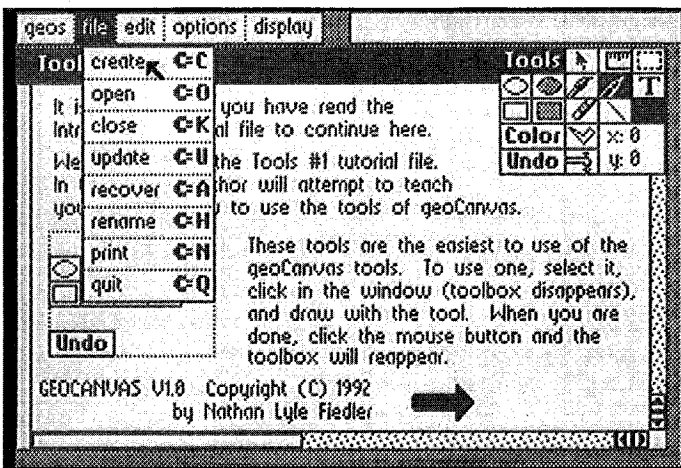 geos file edit options display
Tool
Tools
create C=C
open C=O
close C=K
update C=U
recover C=A
rename C=H
print C=N
quit C=Q
T
Color x: 0
Undo y: 0
It i you have read the
Intr al file to continue here.
We the Tools #1 tutorial file.
In t hor will attempt to teach
you to use the tools of geoCanvas.
These tools are the easiest to use of the
geoCanvas tools. To use one, select it,
click in the window (toolbox disappears),
and draw with the tool. When you are
done, click the mouse button and the
toolbox will reappear.
Undo
GEOCANVAS V1.0 Copyright (C) 1992
by Nathan Lyle Fiedler